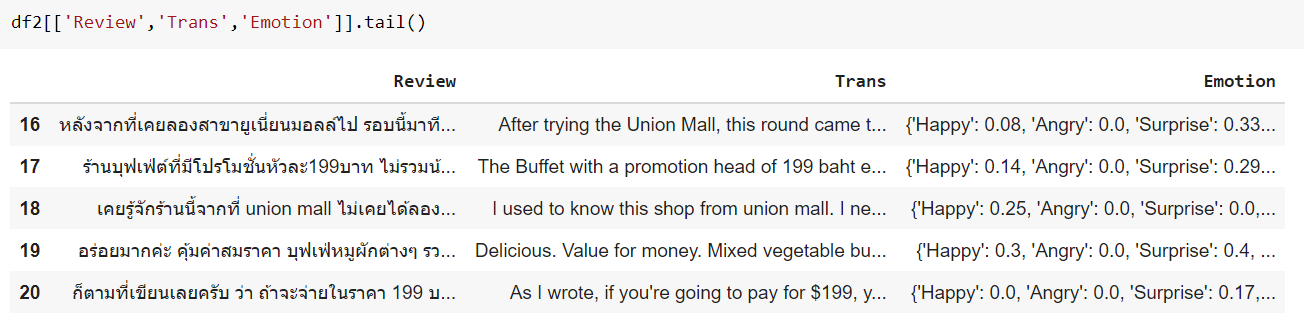 df2[['Review','Trans','Emotion']].tail()
Review Trans Emotion
16 หลังจากที่เคยลองสาขายูเนี่ยนมอลล์ไป รอบนี้มาที... After trying the Union Mall, this round came t... {'Happy': 0.08, 'Angry': 0.0, 'Surprise': 0.33...
17 ร้านบุฟเฟ่ต์ที่มีโปรโมชั่นหัวละ199บาท ไม่รวมน้... The Buffet with a promotion head of 199 baht e... {'Happy': 0.14, 'Angry': 0.0, 'Surprise': 0.29...
18 เคยรู้จักร้านนี้จากที่ union mall ไม่เคยได้ลอง... I used to know this shop from union mall. I ne... {'Happy': 0.25, 'Angry': 0.0, 'Surprise': 0.0,...
19 อร่อยมากค่ะ คุ้มค่าสมราคา บุฟเฟ่หมูผักต่างๆ รว... Delicious. Value for money. Mixed vegetable bu... {'Happy': 0.3, 'Angry': 0.0, 'Surprise': 0.4, ...
20 ก็ตามที่เขียนเลยครับ ว่า ถ้าจะจ่ายในราคา 199 บ... As I wrote, if you're going to pay for $199, y... {'Happy': 0.0, 'Angry': 0.0, 'Surprise': 0.17,...